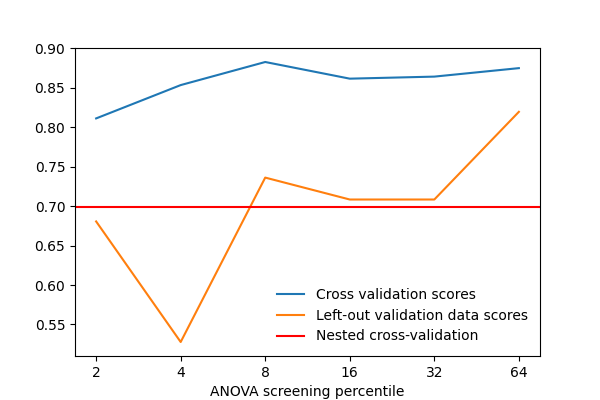 0.90
0.85
0.80
0.75
0.70
0.65
0.60
0.55
Cross validation scores
Left-out validation data scores
Nested cross-validation
2 4 8 16 32 64
ANOVA screening percentile